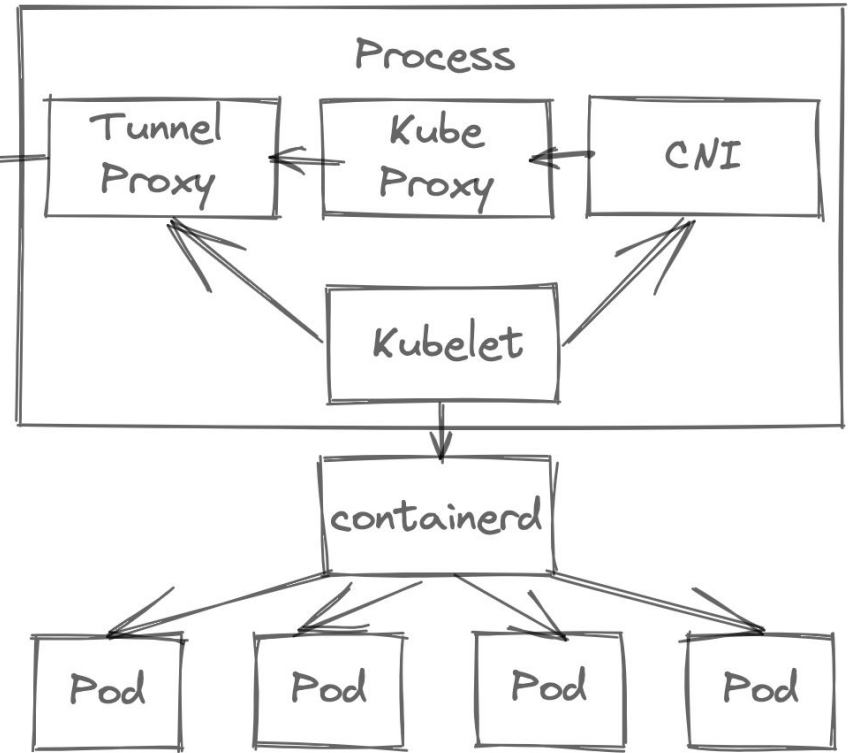 Process
Tunnel
Proxy
Kube
Proxy
CNI
Kubelet
containerd
Pod
Pod
Pod
Pod